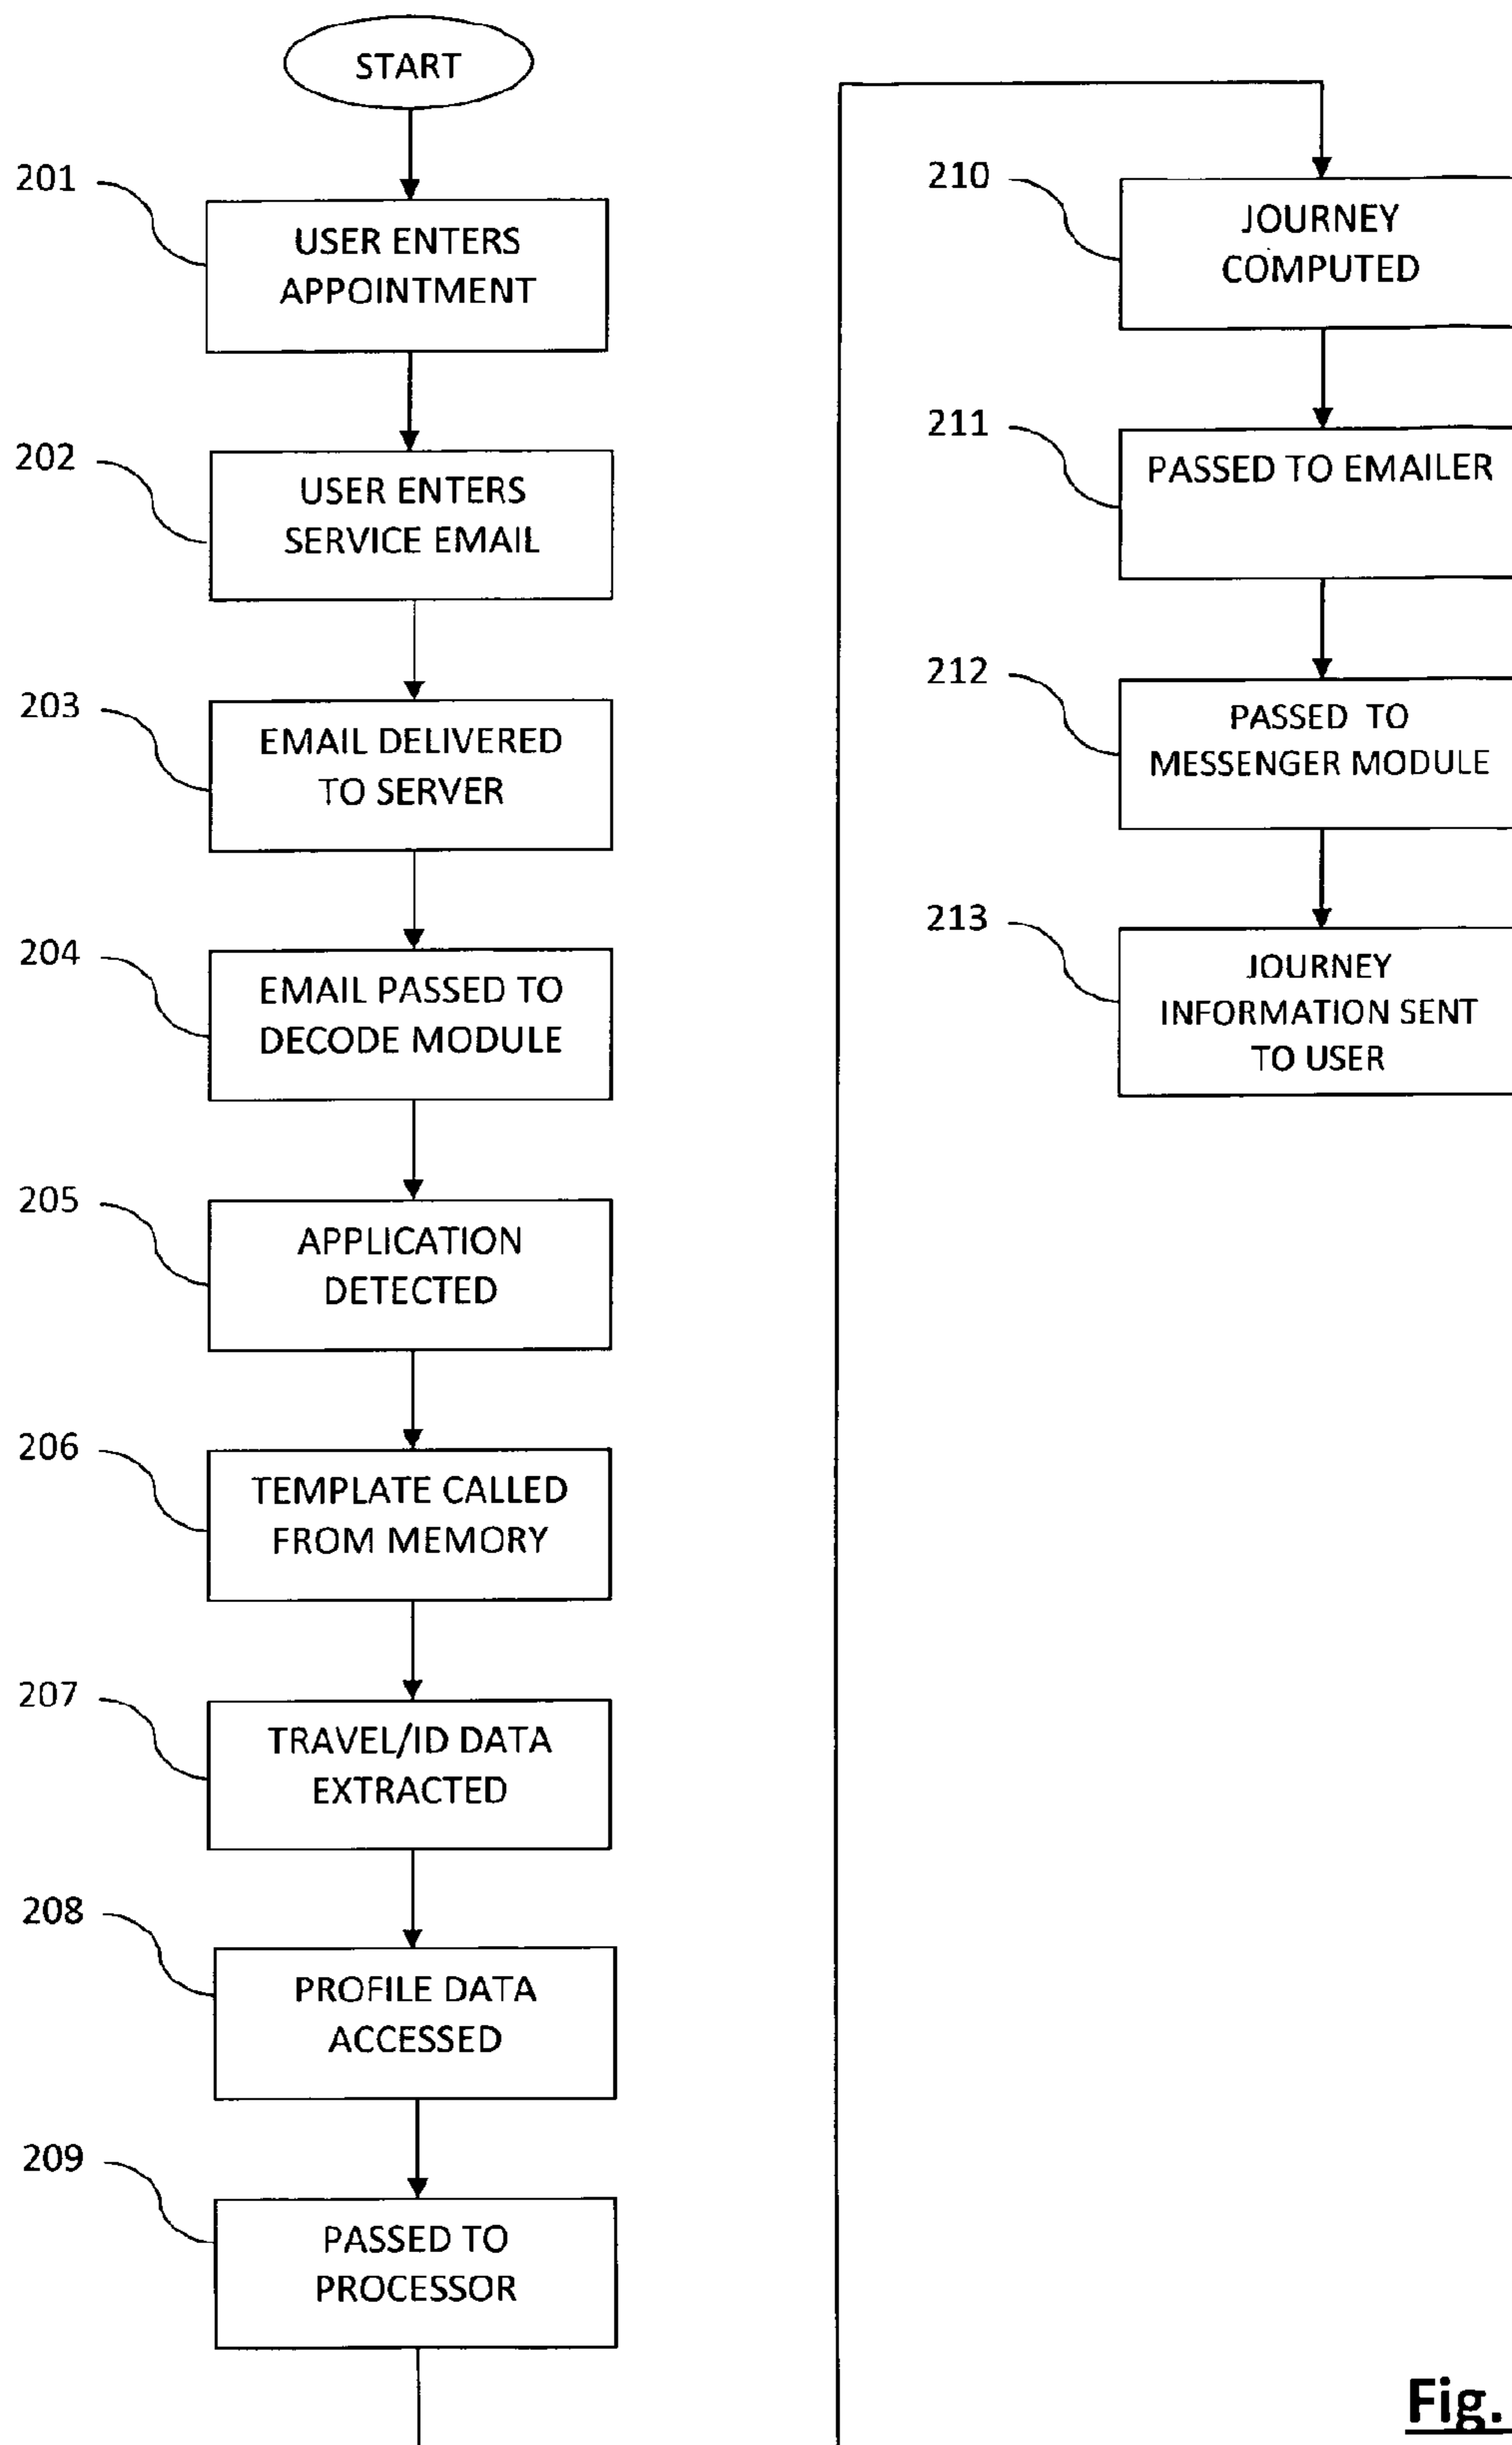 START
201
USER ENTERS
APPOINTMENT
202
USER ENTERS
SERVICE EMAIL
203
EMAIL DELIVERED
TO SERVER
204
EMAIL PASSED TO
DECODE MODULE
205
APPLICATION
DETECTED
206
TEMPLATE CALLED
FROM MEMORY
207
TRAVEL/ID DATA
EXTRACTED
208
PROFILE DATA
ACCESSED
209
PASSED TO
PROCESSOR
210
JOURNEY
COMPUTED
211
PASSED TO EMAILER
212
PASSED TO
MESSENGER MODULE
213
JOURNEY
INFORMATION SENT
TO USER
Fig.